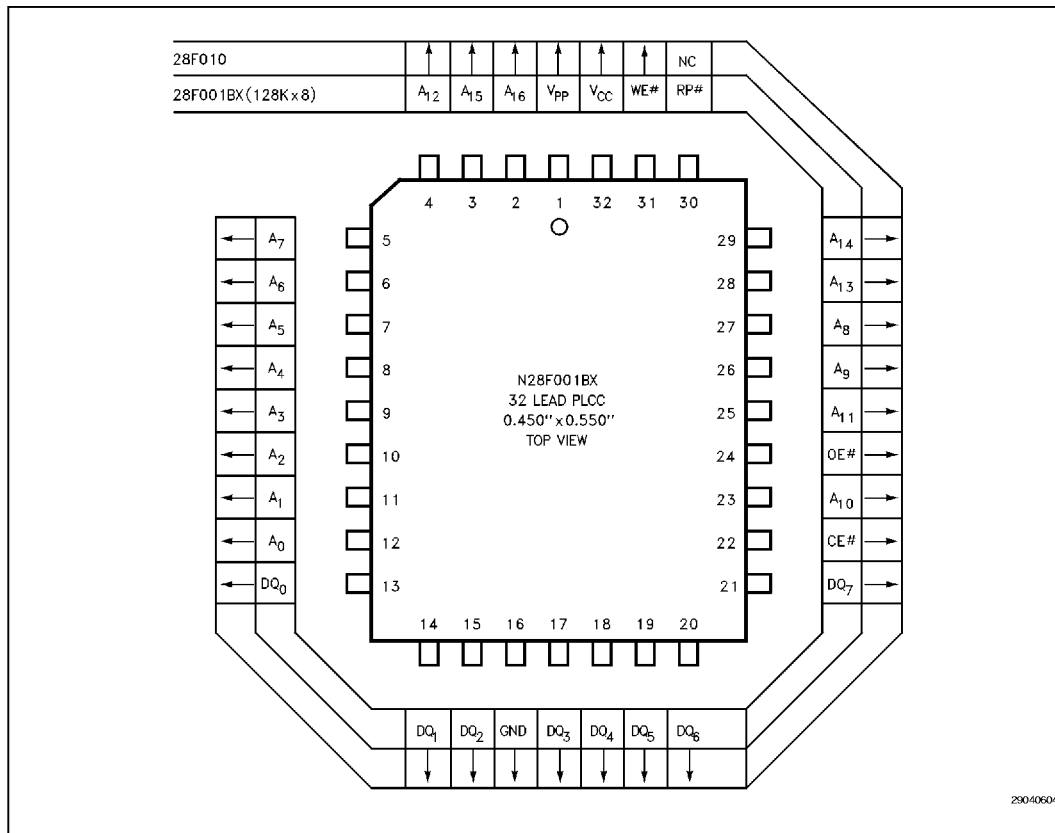 28F010 NC
28F001BX(128Kx8) A12 A15 A16 VPP VCC WE# RP#
4 3 2 1 32 31 30
A7 5 29 A14
A6 6 28 A13
A5 7 27 A8
A4 8 26 A9
A3 9 25 A11
A2 10 24 OE#
A1 11 23 A10
A0 12 22 CE#
DQ0 13 21 DQ7
N28F001BX
32 LEAD PLCC
0.450"x0.550"
TOP VIEW
14 15 16 17 18 19 20
DQ1 DQ2 GND DQ3 DQ4 DQ5 DQ6
29040604